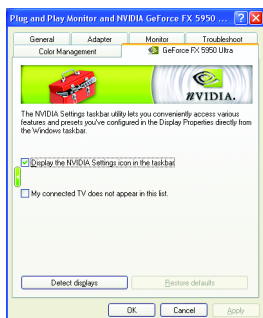 Plug and Play Monitor and NVIDIA GeForce FX 5950 ...
General Adapter Monitor Troubleshoot
Color Management GeForce FX 5950 Ultra
NVIDIA.
The NVIDIA Settings taskbar utility lets you conveniently access various
features and presets you've configured in the Display Properties directly from
the Windows taskbar.
Display the NVIDIA Settings icon in the taskbar.
My connected TV does not appear in this list.
Detect displays Restore defaults
OK Cancel Apply